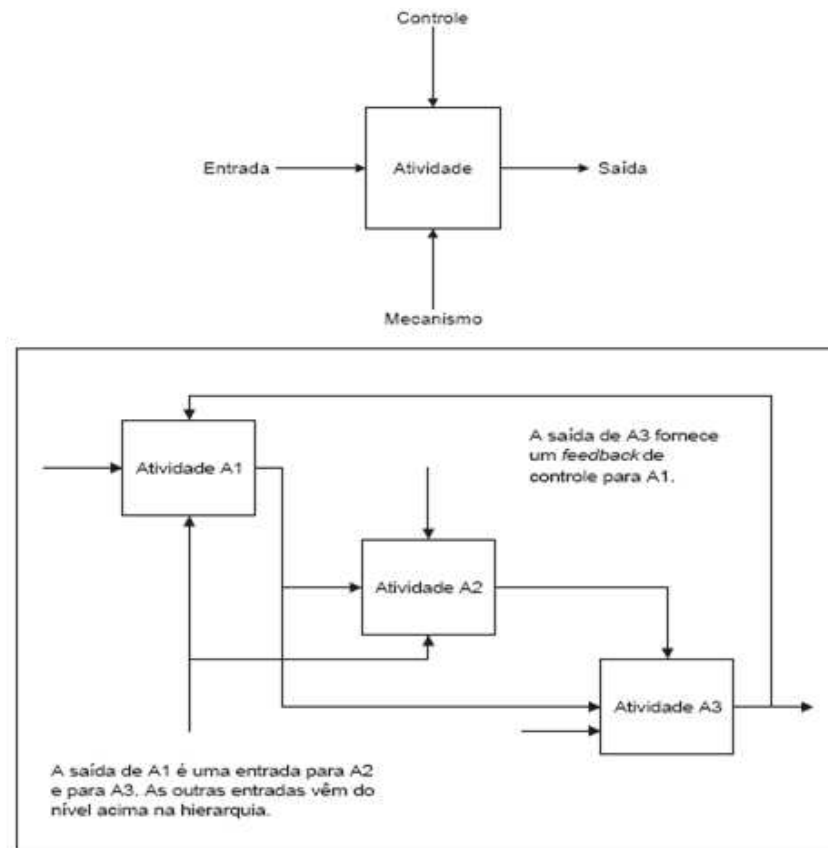 Controle
Entrada
Atividade
Saída
Mecanismo
Atividade A1
A saída de A3 fornece
um feedback de
controle para A1.
Atividade A2
Atividade A3
A saída de A1 é uma entrada para A2
e para A3. As outras entradas vêm do
nível acima na hierarquia.